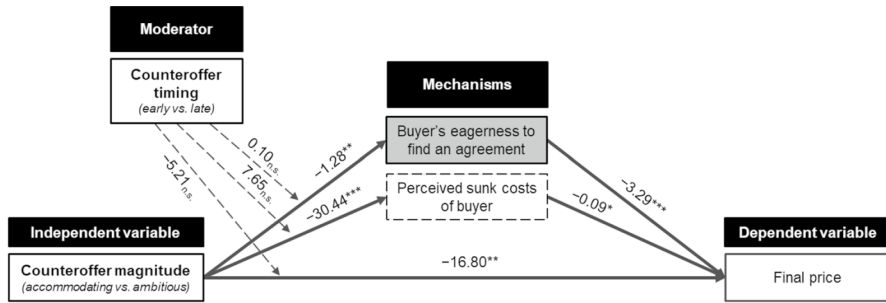 Moderator
Counteroffer
timing
(early vs. late)
Mechanisms
Buyer's eagerness to
find an agreement
Perceived sunk costs
of buyer
0.10n.s.
7.65n.s.
−5.21n.s.
−1.28**
−30.44***
−3.29***
−0.09*
−16.80**
Independent variable
Counteroffer magnitude
(accommodating vs. ambitious)
Dependent variable
Final price